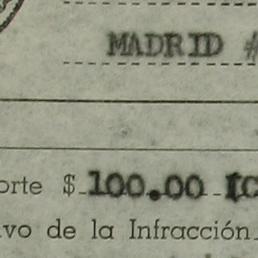 MADRID #
orte $ 100.00
vo de la Infracción